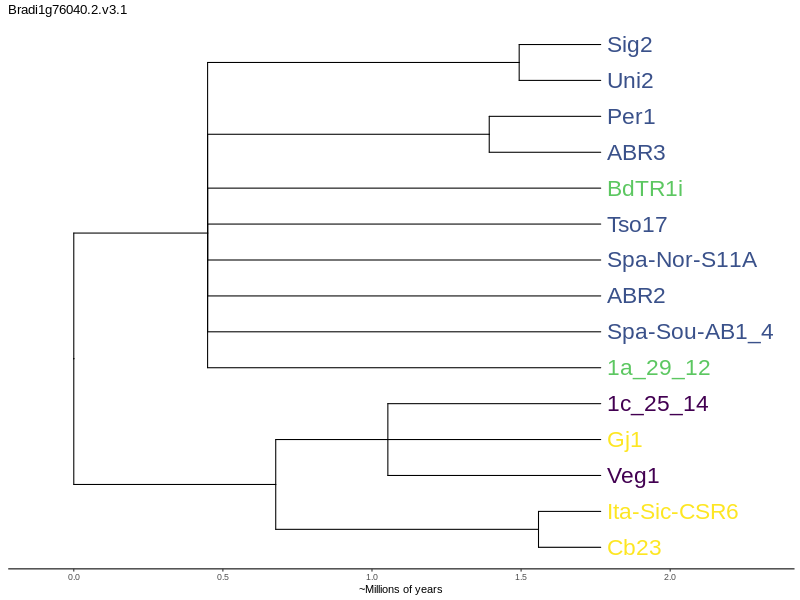 Bradi1g76040.2.v3.1
Sig2
Uni2
Per1
ABR3
BdTR1i
Tso17
Spa-Nor-S11A
ABR2
Spa-Sou-AB1_4
1a_29_12
1c_25_14
Gj1
Veg1
Ita-Sic-CSR6
Cb23
0.0 0.5 1.0 1.5 2.0
~Millions of years